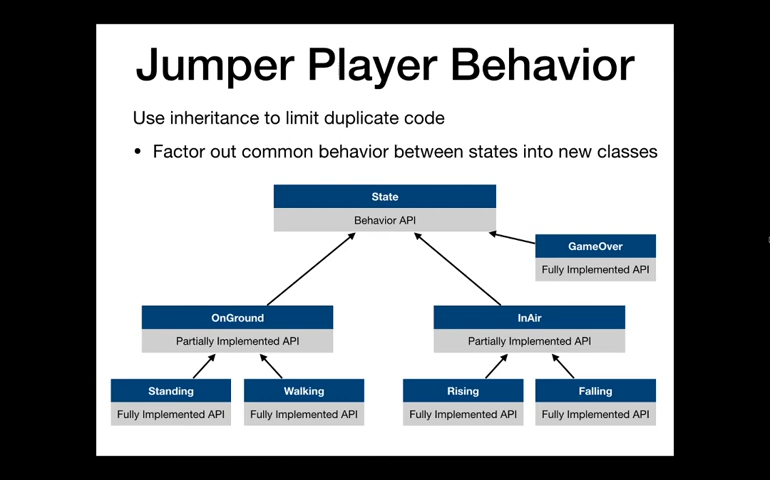 Jumper Player Behavior
Use inheritance to limit duplicate code
• Factor out common behavior between states into new classes
State
Behavior API
GameOver
Fully Implemented API
OnGround
Partially Implemented API
InAir
Partially Implemented API
Standing
Fully Implemented API
Walking
Fully Implemented API
Rising
Fully Implemented API
Falling
Fully Implemented API